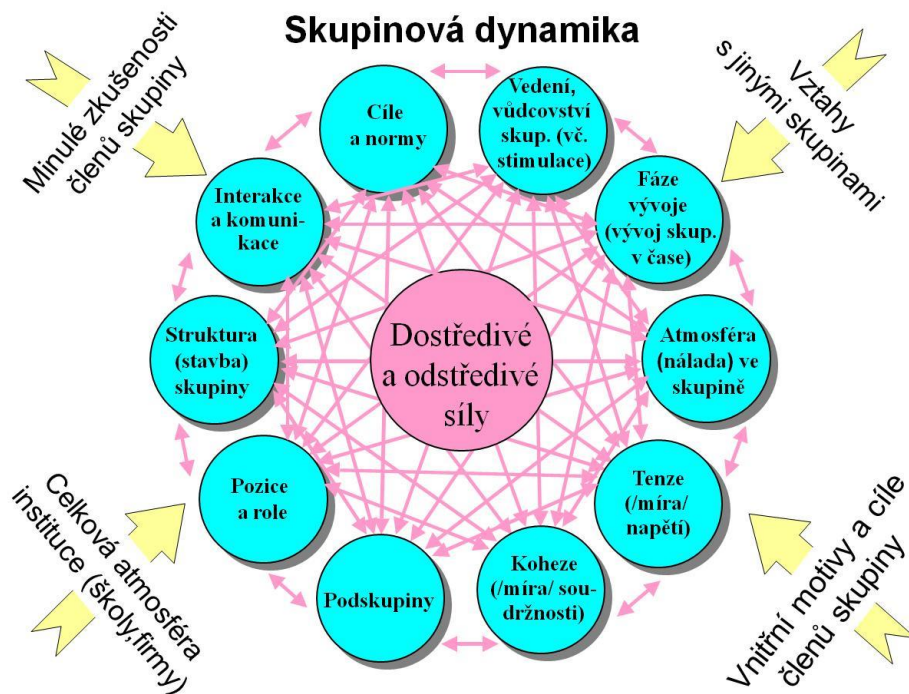 Skupinová dynamika
Minulé zkušenosti
členů skupiny
Vztahy
s jinými skupinami
Cíle
a normy
Vedení,
vůdcovství
skup. (vč.
stimulace)
Interakce
a komuni-
kace
Fáze
vývoje
(vývoj skup.
v čase)
Struktura
(stavba)
skupiny
Dostředivé
a odstředivé
síly
Atmosféra
(nálada) ve
skupině
Pozice
a role
Tenze
(/míra/
napětí)
Podskupiny
Koheze
(/míra/ sou-
držnosti)
Celková atmosféra
instituce (školy,firmy)
Vnitřní motivy a cíle
členů skupiny